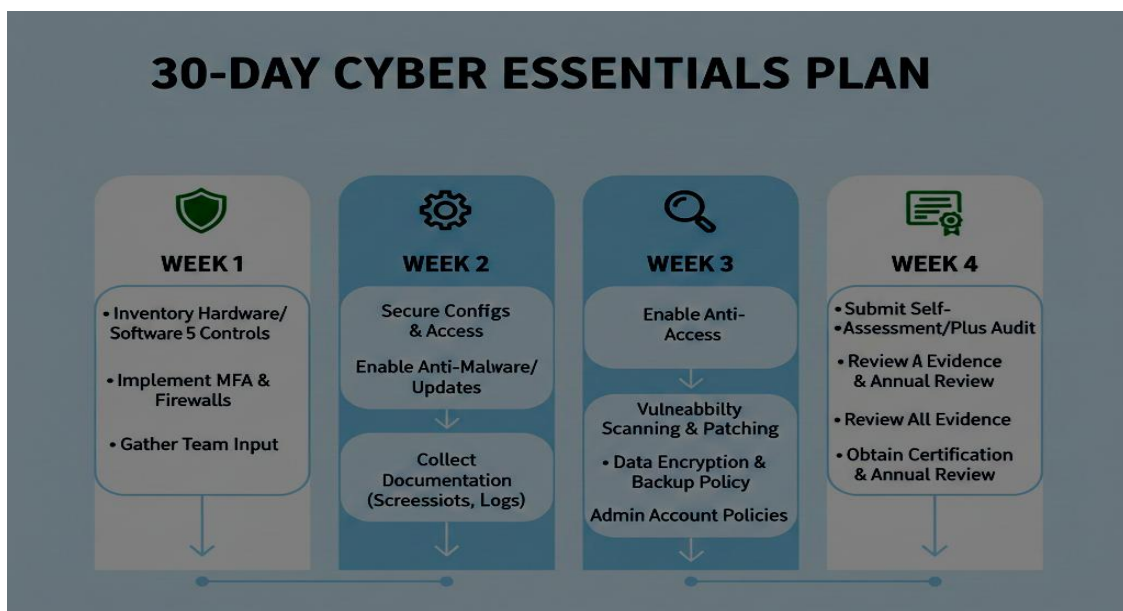 30-DAY CYBER ESSENTIALS PLAN
WEEK 1
• Inventory Hardware/
Software 5 Controls
• Implement MFA &
Firewalls
• Gather Team Input
WEEK 2
Secure Configs
& Access
Enable Anti-Malware/
Updates
Collect
Documentation
(Screessiots, Logs)
WEEK 3
Enable Anti-
Access
Vulneabbilty
Scanning & Patching
• Data Encryption &
Backup Policy
Admin Account Policies
WEEK 4
•Submit Self-
•Assessment/Plus Audit
• Review A Evidence
& Annual Review
• Review All Evidence
• Obtain Certification
& Annual Review